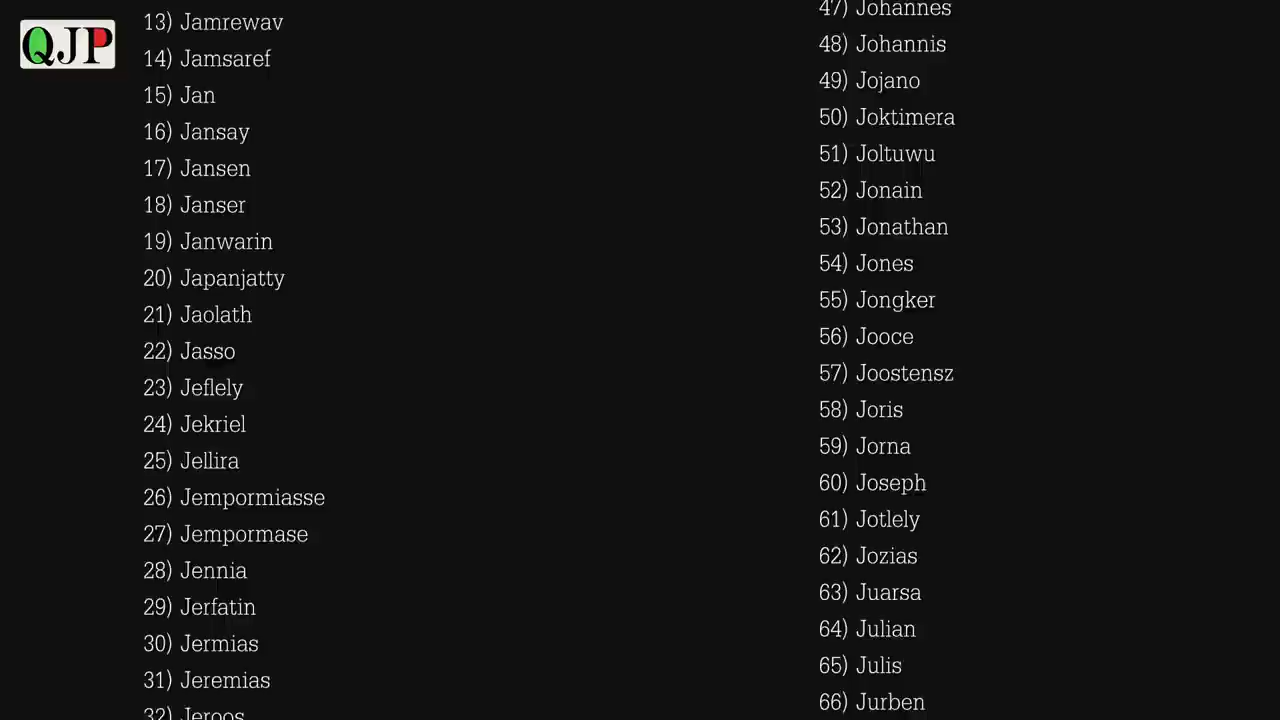 QJP
13) Jamrewav
14) Jamsaref
15) Jan
16) Jansay
17) Jansen
18) Janser
19) Janwarin
20) Japanjatty
21) Jaolath
22) Jasso
23) Jeflely
24) Jekriel
25) Jellira
26) Jempormiasse
27) Jempormase
28) Jennia
29) Jerfatin
30) Jermias
31) Jeremias
32) Jeroos
47) Johannes
48) Johannis
49) Jojano
50) Joktimera
51) Joltuwu
52) Jonain
53) Jonathan
54) Jones
55) Jongker
56) Jooce
57) Joostensz
58) Joris
59) Jorna
60) Joseph
61) Jotlely
62) Jozias
63) Juarsa
64) Julian
65) Julis
66) Jurben